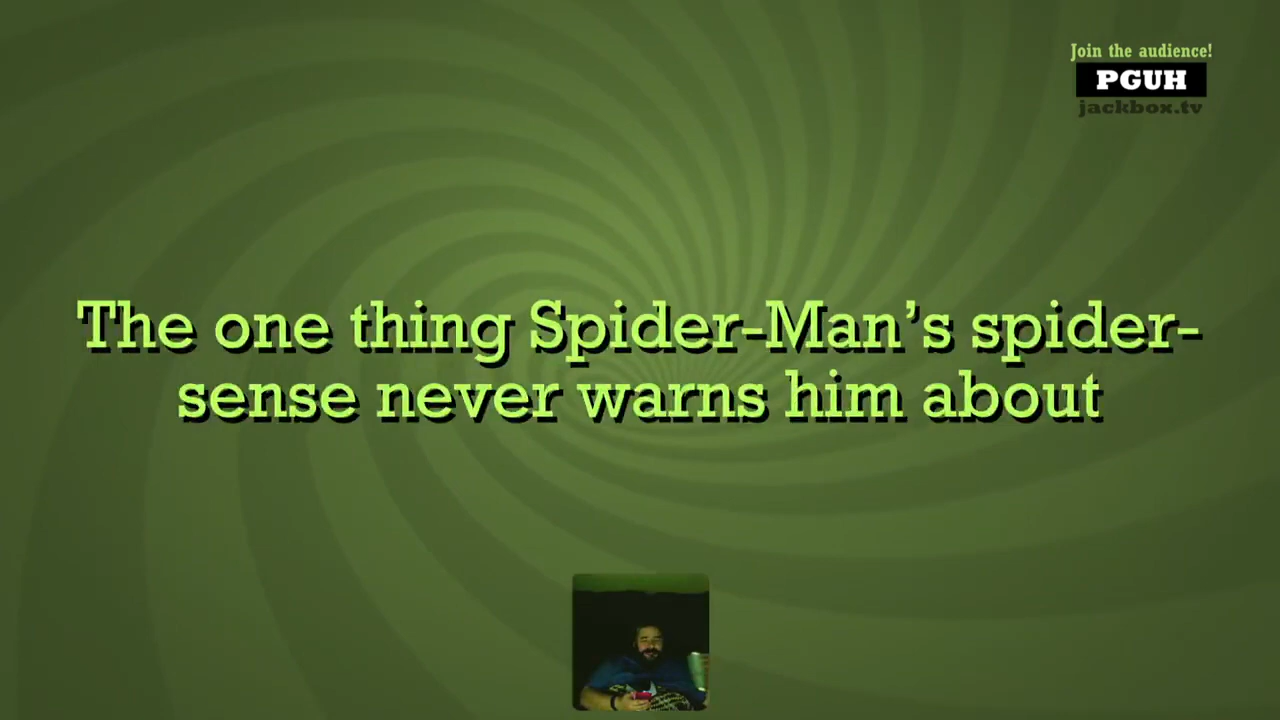 Join the audience!
PGUH
jackbox.tv
The one thing Spider-Man’s spider-
sense never warns him about